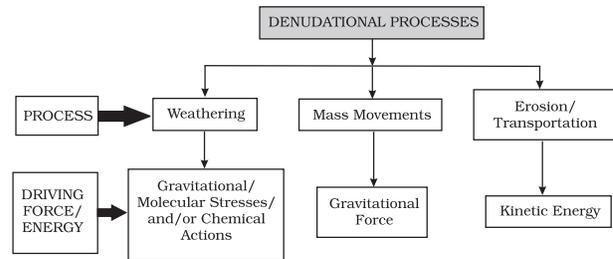 DENUDATIONAL PROCESSES
PROCESS
Weathering
Mass Movements
Erosion/
Transportation
DRIVING
FORCE/
ENERGY
Gravitational/
Molecular Stresses/
and/or Chemical
Actions
Gravitational
Force
Kinetic Energy